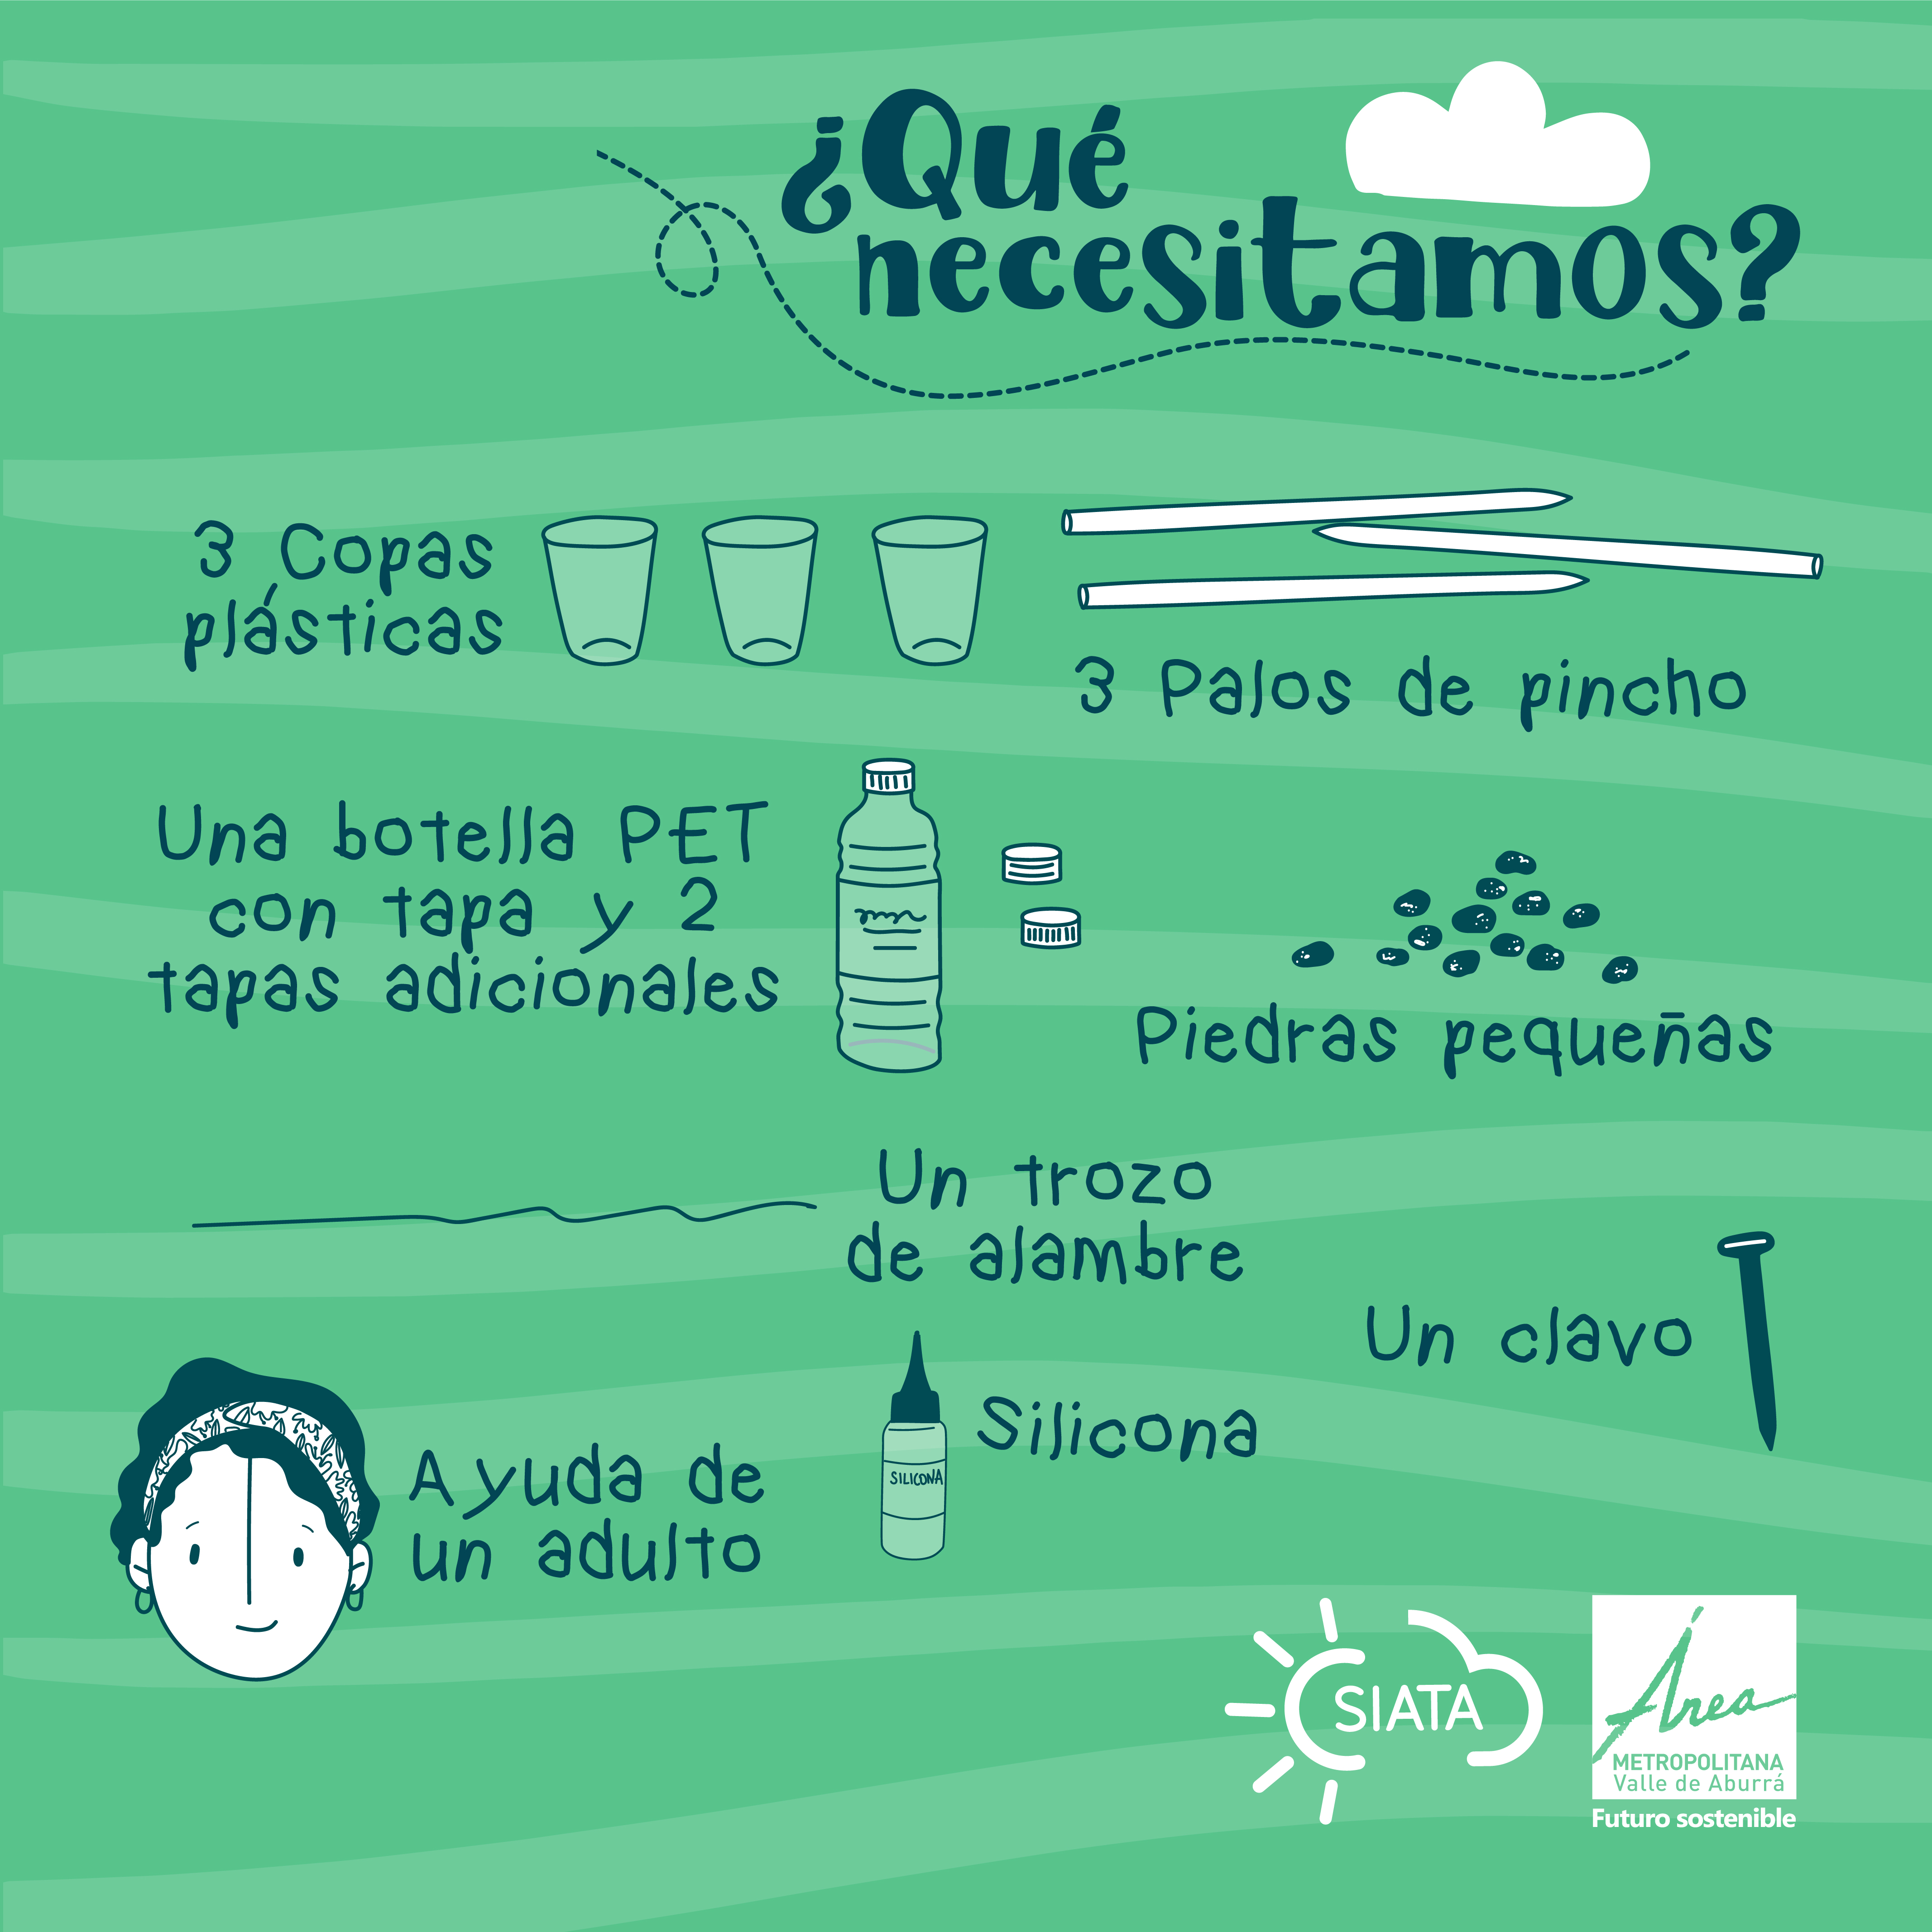 ¿Qué
necesitamos?
3 Copas
plásticas
3 Palos de pincho
Una botella PET
con tapa y 2
tapas adicionales
Piedras pequeñas
Un trozo
de alambre
Un clavo
Silicona
SILICONA
Ayuda de
un adulto
SIATA
Área
METROPOLITANA
Valle de Aburrá
Futuro sostenible